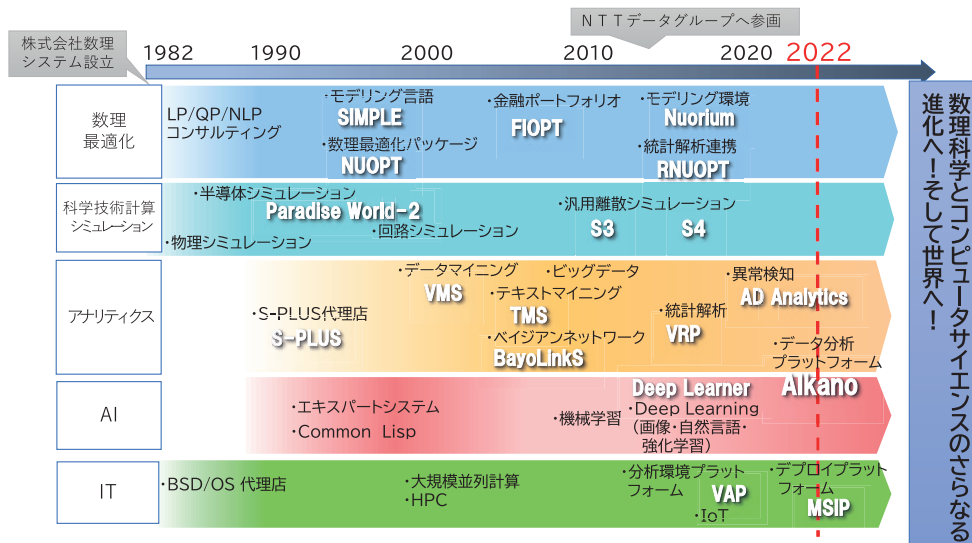 NTTデータグループへ参画
株式会社数理
システム設立
1982
1990
2000
2010
2020
2022
数理
最適化
LP/QP/NLP
コンサルティング
・モデリング言語
SIMPLE
・数理最適化パッケージ
NUOPT
・金融ポートフォリオ
FIOPT
・モデリング環境
Nuorium
・統計解析連携
RNUOPT
科学技術計算
シミュレーション
・半導体シミュレーション
Paradise World-2
・回路シミュレーション
・物理シミュレーション
・汎用離散シミュレーション
S3
S4
アナリティクス
・S-PLUS代理店
S-PLUS
・データマイニング
VMS
・ビッグデータ
・テキストマイニング
TMS
・ベイジアンネットワーク
BayoLinkS
・統計解析
VRP
・異常検知
AD Analytics
・データ分析
プラットフォーム
Alkano
AI
・エキスパートシステム
・Common Lisp
・機械学習
Deep Learner
・Deep Learning
(画像・自然言語・
強化学習)
IT
・BSD/OS 代理店
・大規模並列計算
・HPC
・分析環境プラット
フォーム
VAP
・IoT
・デプロイプラット
フォーム
MSIP
数理科学とコンピュータサイエンスのさらなる
進化へ！そして世界へ！